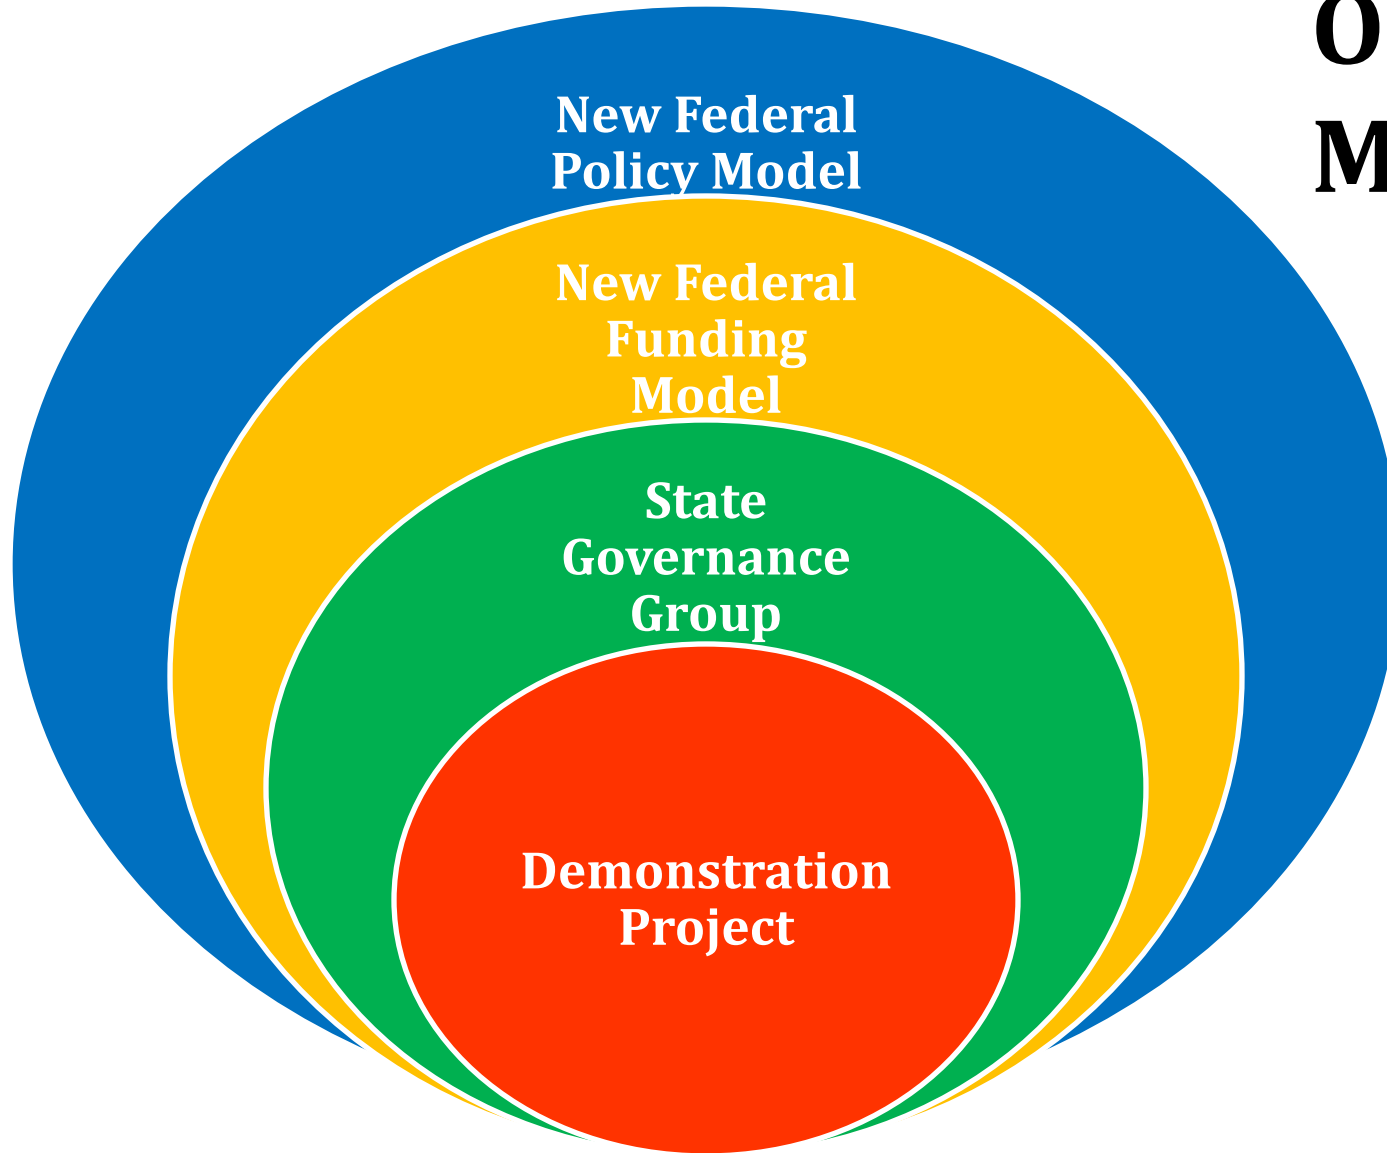 New Federal
Policy Model
New Federal
Funding
Model
State
Governance
Group
Demonstration
Project